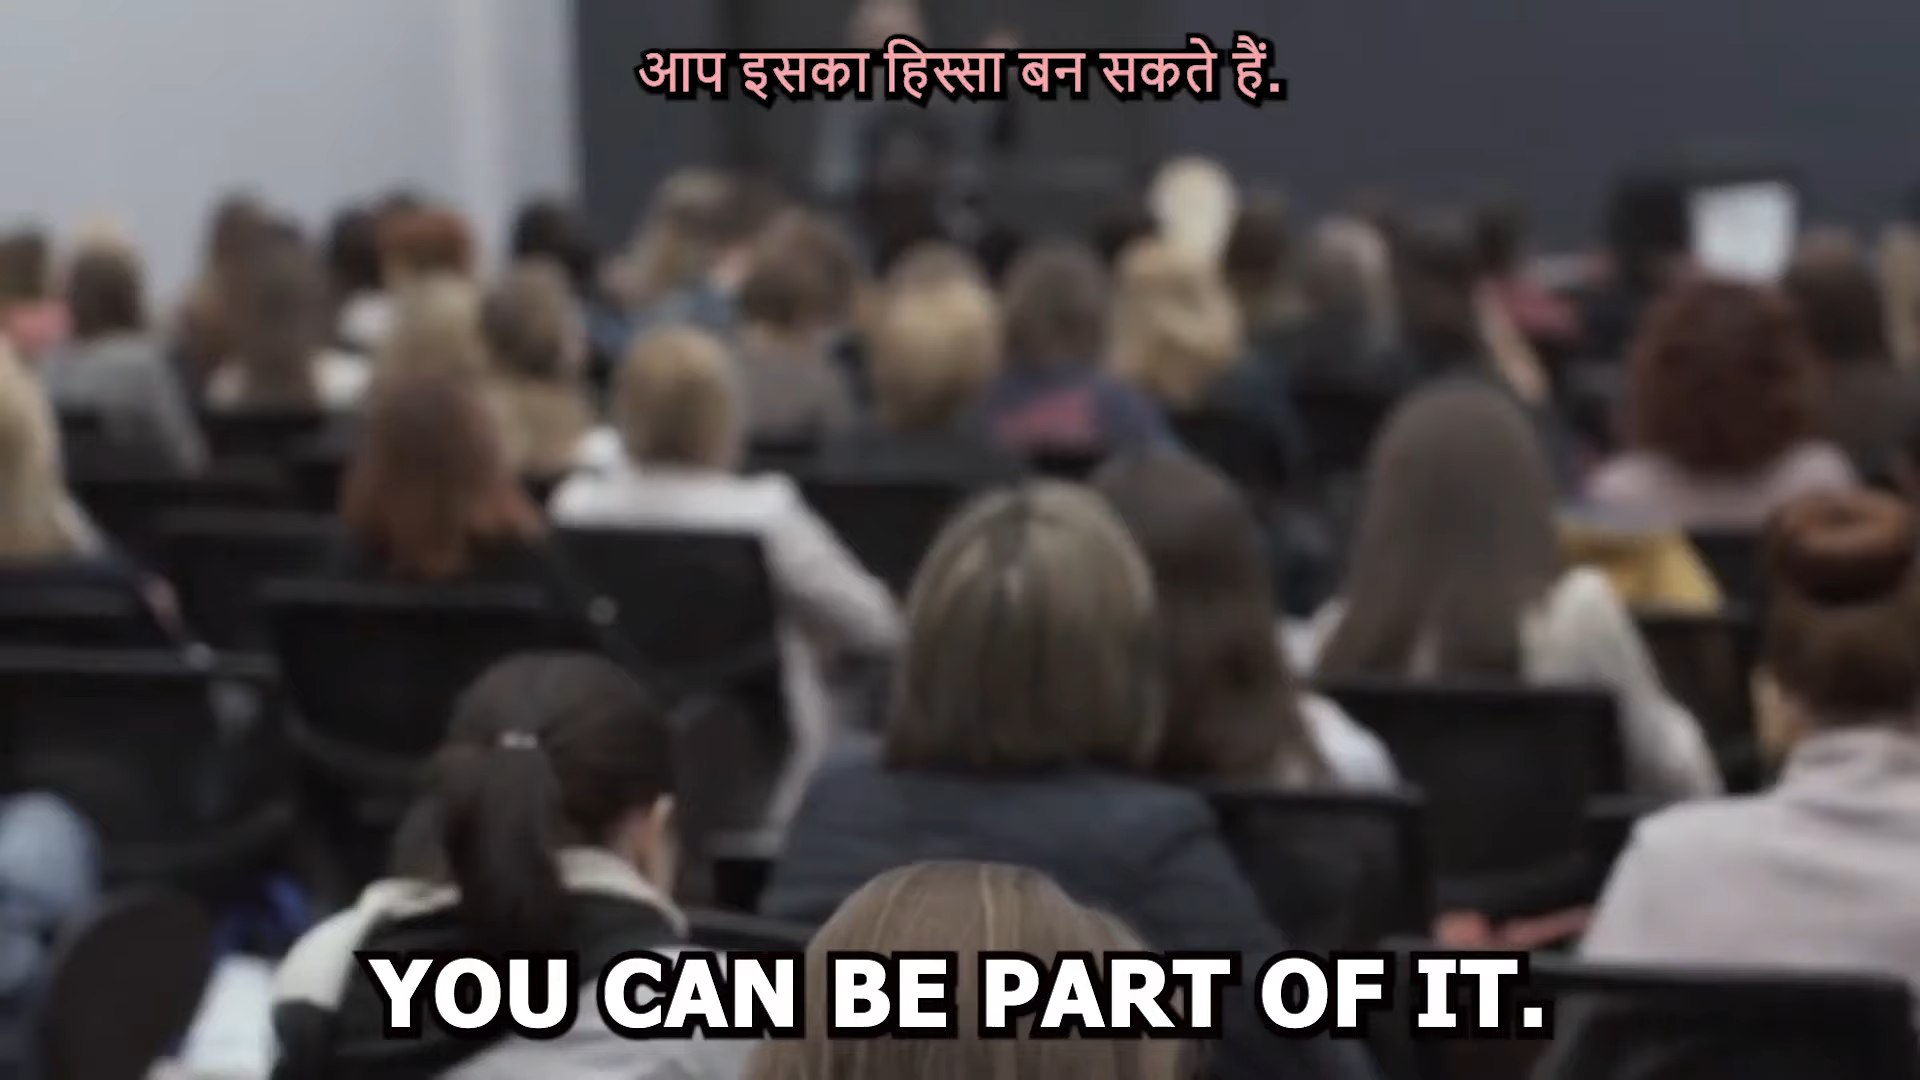 आप इसका हिस्सा बन सकते हैं.
YOU CAN BE PART OF IT.